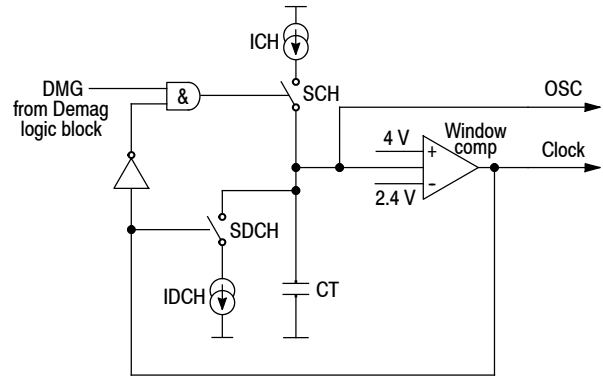 ICH
DMG
from Demag
logic block
&
SCH
OSC
4 V
Window
comp
+
Clock
2.4 V
-
SDCH
IDCH
CT